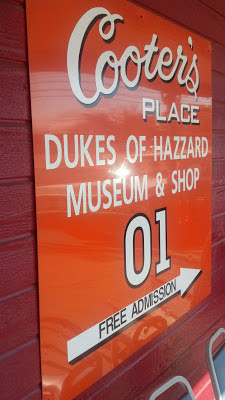 Cooter's
PLACE
DUKES OF HAZZARD
MUSEUM & SHOP
01
FREE ADMISSION